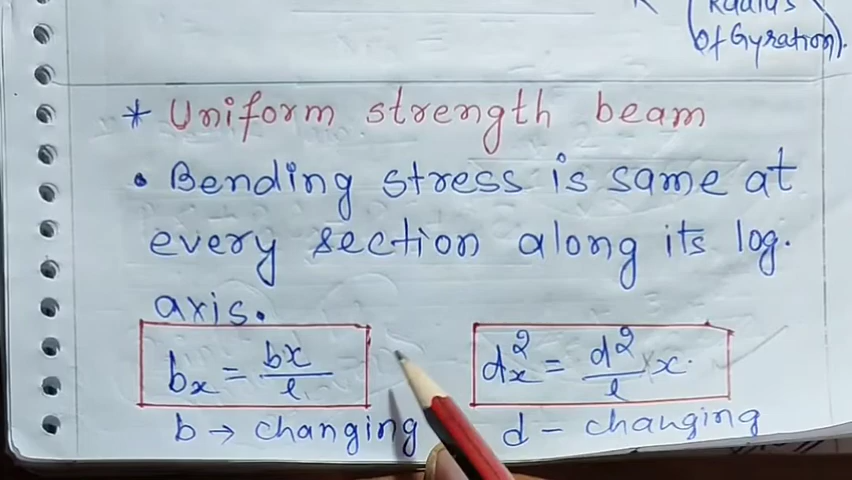 (Radius
of Gyration).
* Uniform strength beam
• Bending stress is same at
every section along its log.
axis.
bx = bx/l
dx² = d²/l x.
b → changing
d - changing